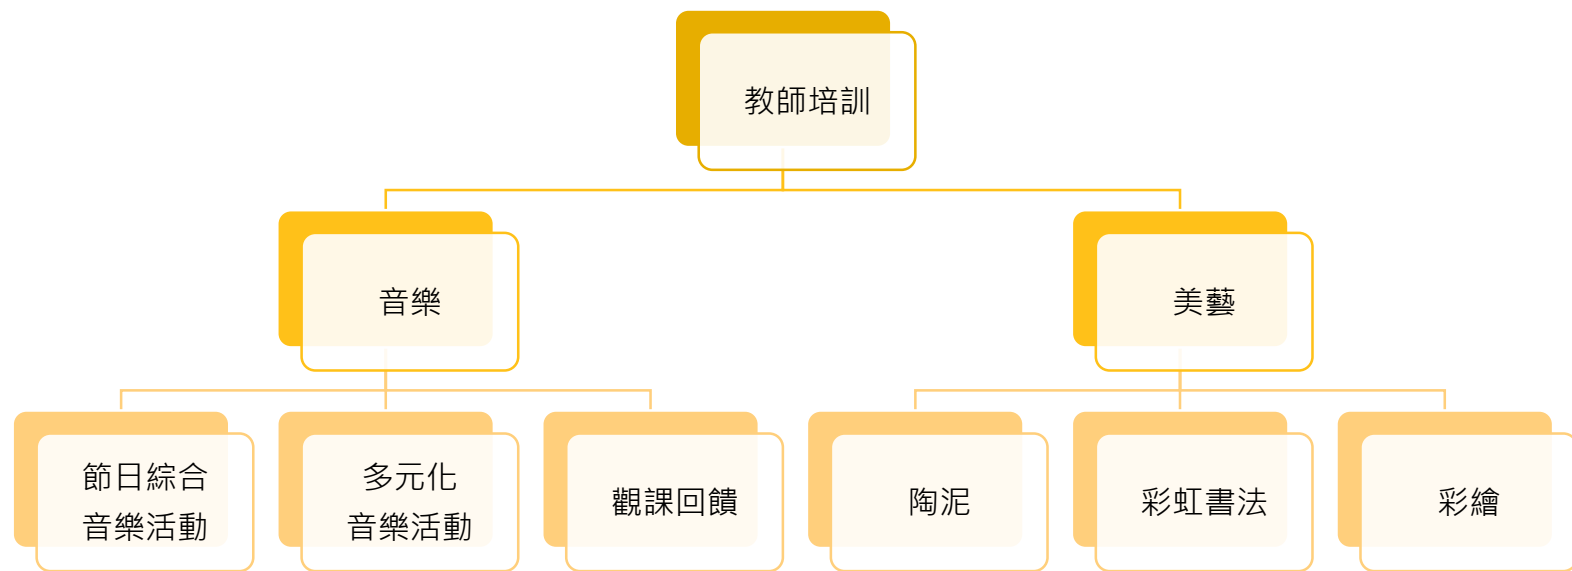 教師培訓
音樂
美藝
節日綜合
音樂活動
多元化
音樂活動
觀課回饋
陶泥
彩虹書法
彩繪